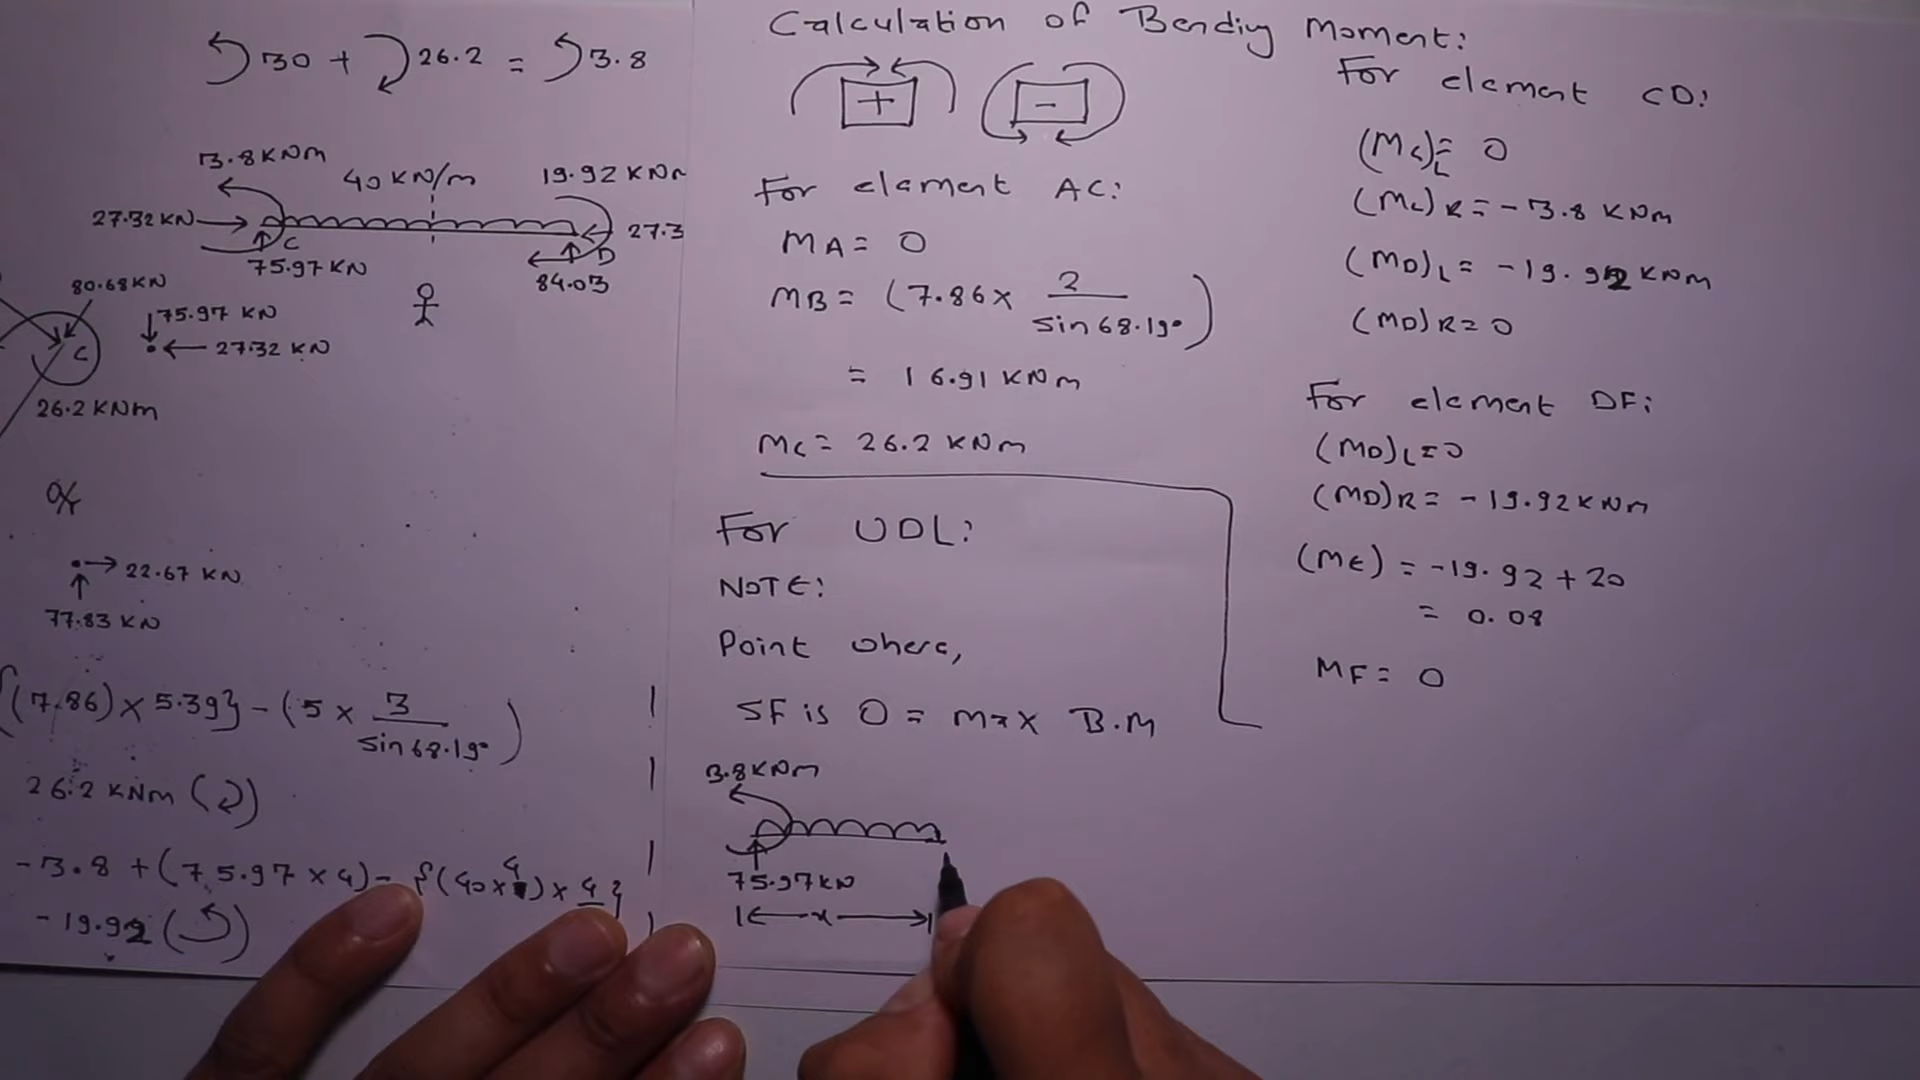 30 + 26.2 = 3.8
3.8 KNm
40 KN/m
19.92 KN
27.32 KN
C
D
27.3
75.97 KN
84.03
80.68 KN
75.97 KN
C
27.32 KN
26.2 KNm
22.67 KN
77.83 KN
(7.86) × 5.39} - (5 × 3
sin 68.19° )
26.2 KNm
-3.8 + (75.97 × 4) - {(40 × 4) × 4}
-19.92
Calculation of Bending Moment:
+ -
For element AC:
MA = 0
MB = (7.86 × 2
sin 68.19° )
= 16.91 KNm
Mc = 26.2 KNm
For UDL:
NOTE:
Point where,
SF is 0 = max B.M
3.8 KNm
75.97 KN
x
For element CD:
(Mc)L = 0
(Mc)R = -3.8 KNm
(MD)L = -19.92 KNm
(MD)R = 0
For element DF:
(MD)L = 0
(MD)R = -19.92 KNm
(ME) = -19.92 + 20
= 0.08
MF = 0